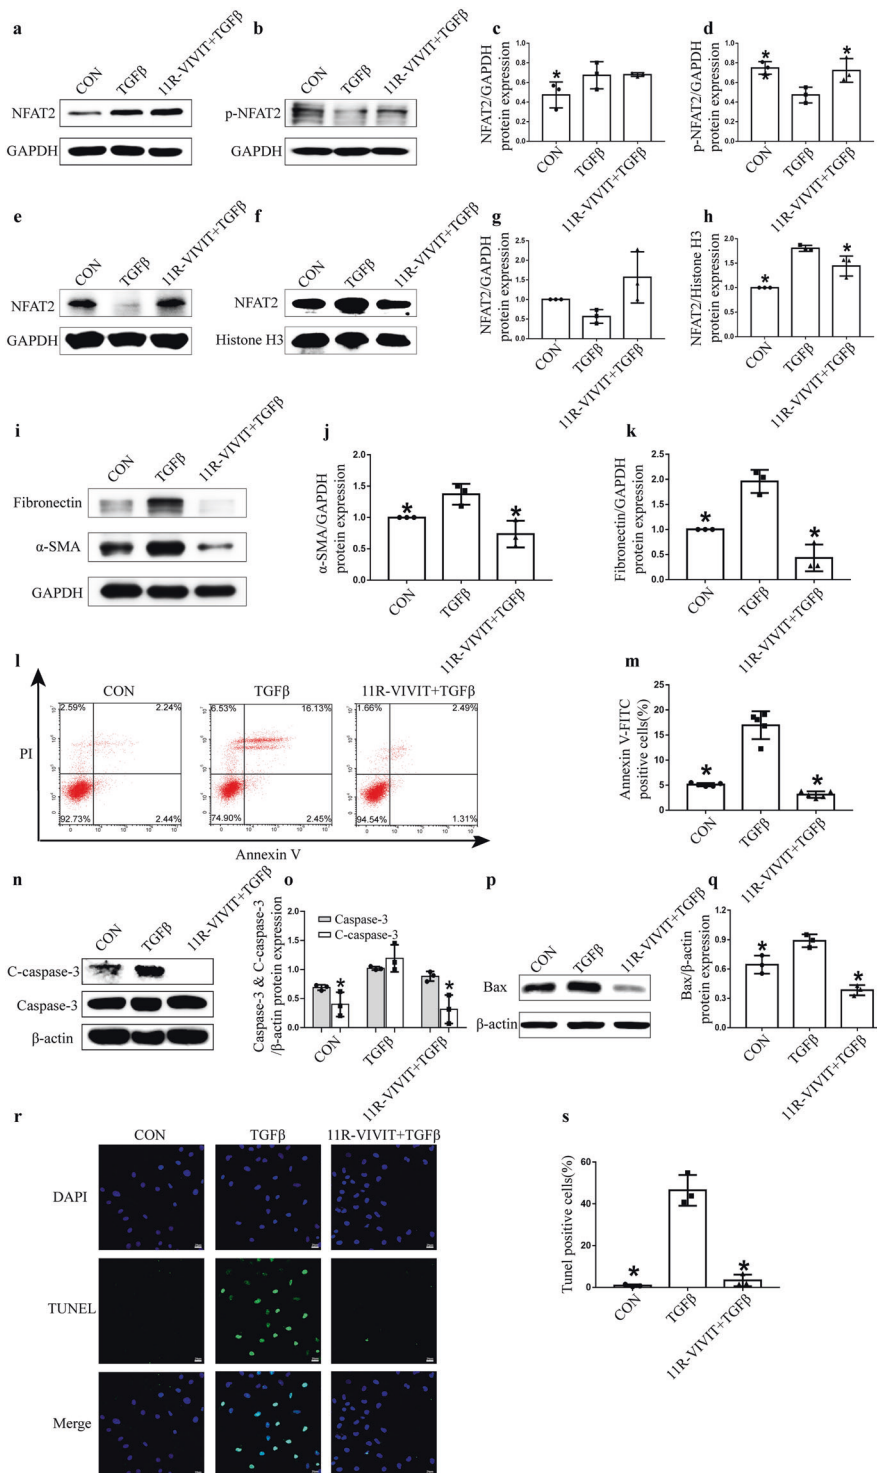 a
CON
TGFβ
11R-VIVIT+TGFβ
NFAT2
GAPDH
b
CON
TGFβ
11R-VIVIT+TGFβ
p-NFAT2
GAPDH
c
NFAT2/GAPDH
protein expression
1.0
0.8
0.6
0.4
0.2
0.0
*
CON
TGFβ
11R-VIVIT+TGFβ
d
p-NFAT2/GAPDH
protein expression
1.0
0.8
0.6
0.4
0.2
0.0
*
*
CON
TGFβ
11R-VIVIT+TGFβ
e
CON
TGFβ
11R-VIVIT+TGFβ
NFAT2
GAPDH
f
CON
TGFβ
11R-VIVIT+TGFβ
NFAT2
Histone H3
g
NFAT2/GAPDH
protein expression
2.5
2.0
1.5
1.0
0.5
0.0
CON
TGFβ
11R-VIVIT+TGFβ
h
NFAT2/Histone H3
protein expression
2.0
1.5
1.0
0.5
0.0
*
*
CON
TGFβ
11R-VIVIT+TGFβ
i
CON
TGFβ
11R-VIVIT+TGFβ
Fibronectin
α-SMA
GAPDH
j
α-SMA/GAPDH
protein expression
2.0
1.5
1.0
0.5
0.0
*
*
CON
TGFβ
11R-VIVIT+TGFβ
k
Fibronectin/GAPDH
protein expression
2.5
2.0
1.5
1.0
0.5
0.0
*
*
CON
TGFβ
11R-VIVIT+TGFβ
l
CON
TGFβ
11R-VIVIT+TGFβ
PI
2.59%
2.24%
92.73%
2.44%
6.53%
16.13%
74.90%
2.45%
1.66%
2.49%
94.54%
1.31%
Annexin V
m
Annexin V-FITC
positive cells(%)
25
20
15
10
5
0
*
*
CON
TGFβ
11R-VIVIT+TGFβ
n
CON
TGFβ
11R-VIVIT+TGFβ
C-caspase-3
Caspase-3
β-actin
o
Caspase-3 & C-caspase-3
/β-actin protein expression
2.0
1.5
1.0
0.5
0.0
Caspase-3
C-caspase-3
*
*
CON
TGFβ
11R-VIVIT+TGFβ
p
CON
TGFβ
11R-VIVIT+TGFβ
Bax
β-actin
q
Bax/β-actin
protein expression
1.2
0.9
0.6
0.3
0.0
*
*
CON
TGFβ
11R-VIVIT+TGFβ
r
CON
TGFβ
11R-VIVIT+TGFβ
DAPI
TUNEL
Merge
s
Tunel positive cells(%)
60
40
20
0
*
*
CON
TGFβ
11R-VIVIT+TGFβ